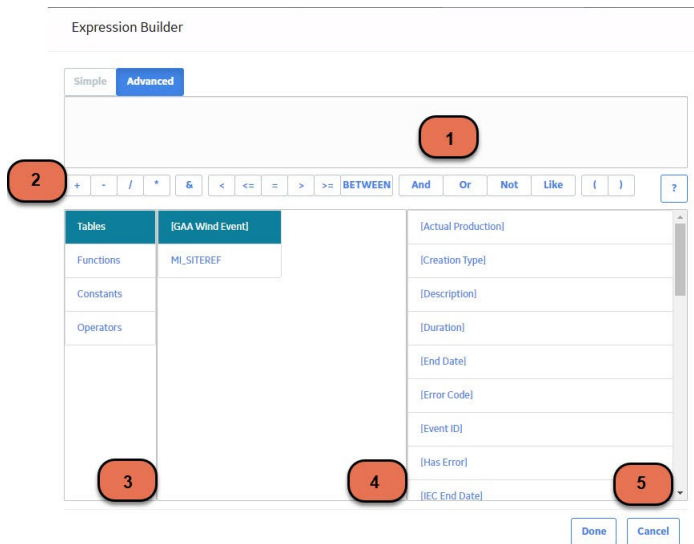 Expression Builder
Simple Advanced
1
2
+ - / * & < <= = > >= BETWEEN And Or Not Like ( ) ?
Tables [GAA Wind Event] [Actual Production]
Functions MI_SITEREF [Creation Type]
Constants [Description]
Operators [Duration]
[End Date]
[Error Code]
[Event ID]
[Has Error]
3 4 5
[IEC End Date]
Done Cancel